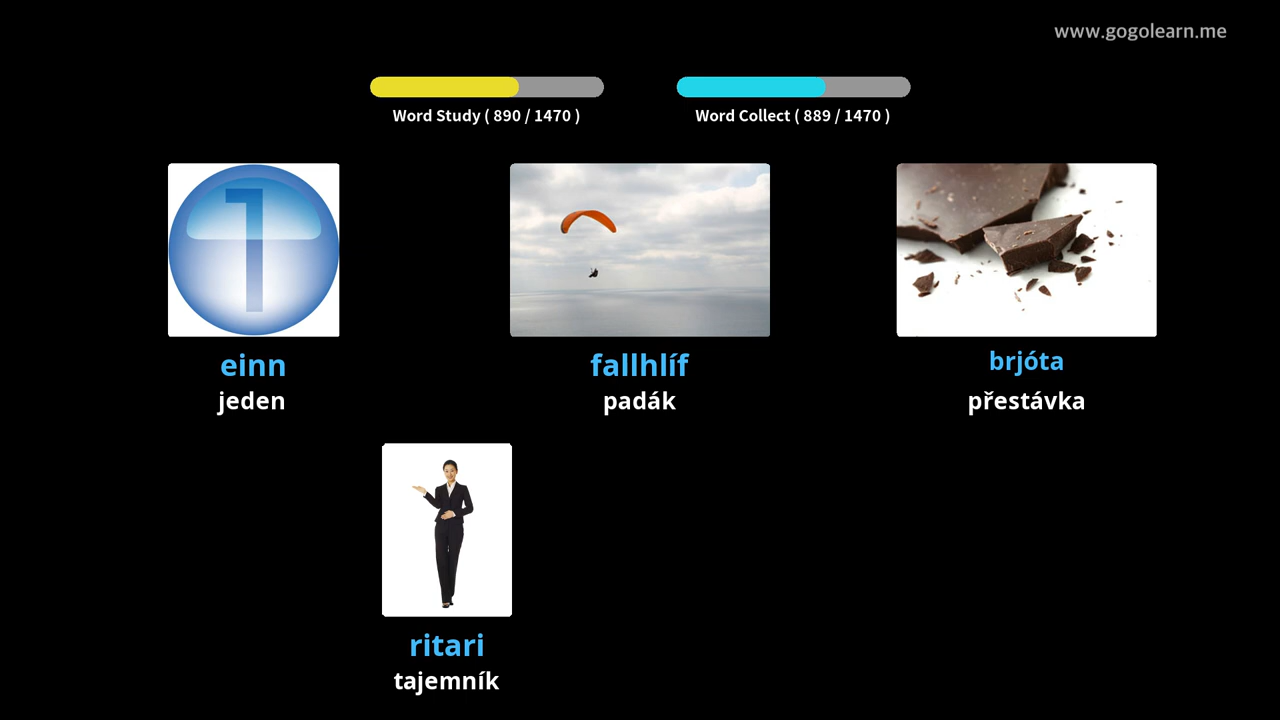 www.gogolearn.me
Word Study ( 890 / 1470 )
Word Collect ( 889 / 1470 )
1
einn
jeden
fallhlíf
padák
brjóta
přestávka
ritari
tajemník